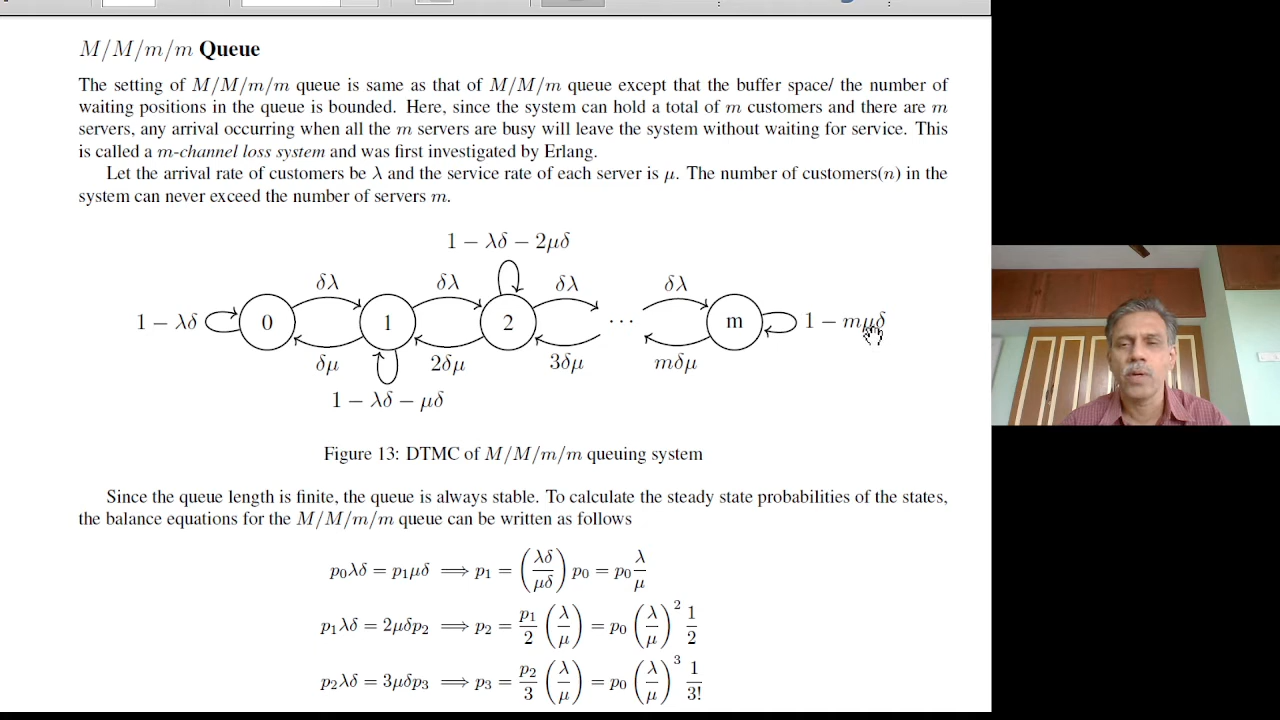 M/M/m/m Queue
The setting of M/M/m/m queue is same as that of M/M/m queue except that the buffer space/ the number of
waiting positions in the queue is bounded. Here, since the system can hold a total of m customers and there are m
servers, any arrival occurring when all the m servers are busy will leave the system without waiting for service. This
is called a m-channel loss system and was first investigated by Erlang.
Let the arrival rate of customers be λ and the service rate of each server is μ. The number of customers(n) in the
system can never exceed the number of servers m.
1 − λδ − 2μδ
δλ δλ δλ δλ
1 − λδ 0 1 2 ⋯ m 1 − mμδ
δμ 2δμ 3δμ mδμ
1 − λδ − μδ
Figure 13: DTMC of M/M/m/m queuing system
Since the queue length is finite, the queue is always stable. To calculate the steady state probabilities of the states,
the balance equations for the M/M/m/m queue can be written as follows
p₀λδ = p₁μδ ⟹ p₁ = (λδ/μδ) p₀ = p₀ λ/μ
p₁λδ = 2μδp₂ ⟹ p₂ = p₁/2 (λ/μ) = p₀ (λ/μ)² 1/2
p₂λδ = 3μδp₃ ⟹ p₃ = p₂/3 (λ/μ) = p₀ (λ/μ)³ 1/3!